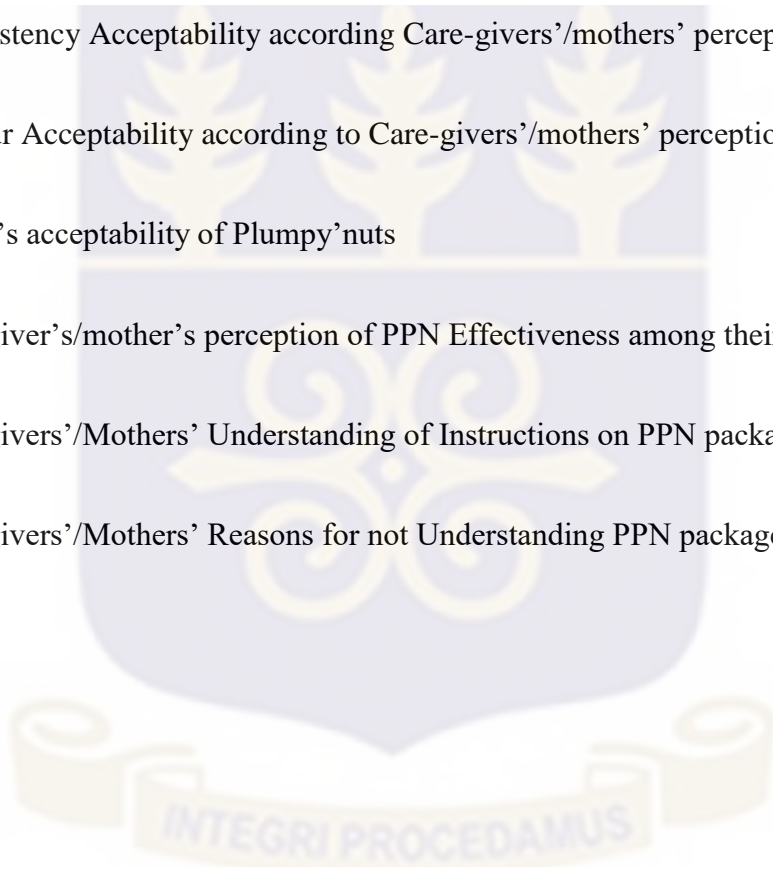 stency Acceptability according Care-givers’/mothers’ percep
r Acceptability according to Care-givers’/mothers’ perceptio
’s acceptability of Plumpy’nuts
iver’s/mother’s perception of PPN Effectiveness among thei
ivers’/Mothers’ Understanding of Instructions on PPN packa
ivers’/Mothers’ Reasons for not Understanding PPN package
INTEGRI PROCEDAMUS